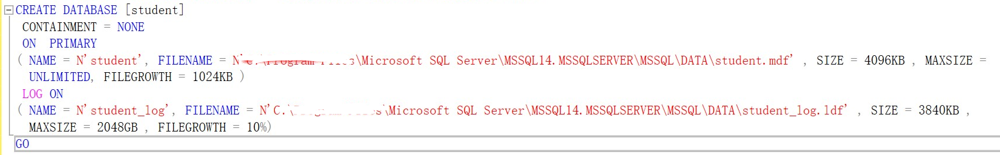 CREATE DATABASE [student]
CONTAINMENT = NONE
ON  PRIMARY
( NAME = N'student', FILENAME = N' \Microsoft SQL Server\MSSQL14.MSSQLSERVER\MSSQL\DATA\student.mdf' , SIZE = 4096KB , MAXSIZE =
UNLIMITED, FILEGROWTH = 1024KB )
LOG ON
( NAME = N'student_log', FILENAME = N'C:\ \Microsoft SQL Server\MSSQL14.MSSQLSERVER\MSSQL\DATA\student_log.ldf' , SIZE = 3840KB ,
MAXSIZE = 2048GB , FILEGROWTH = 10%)
GO